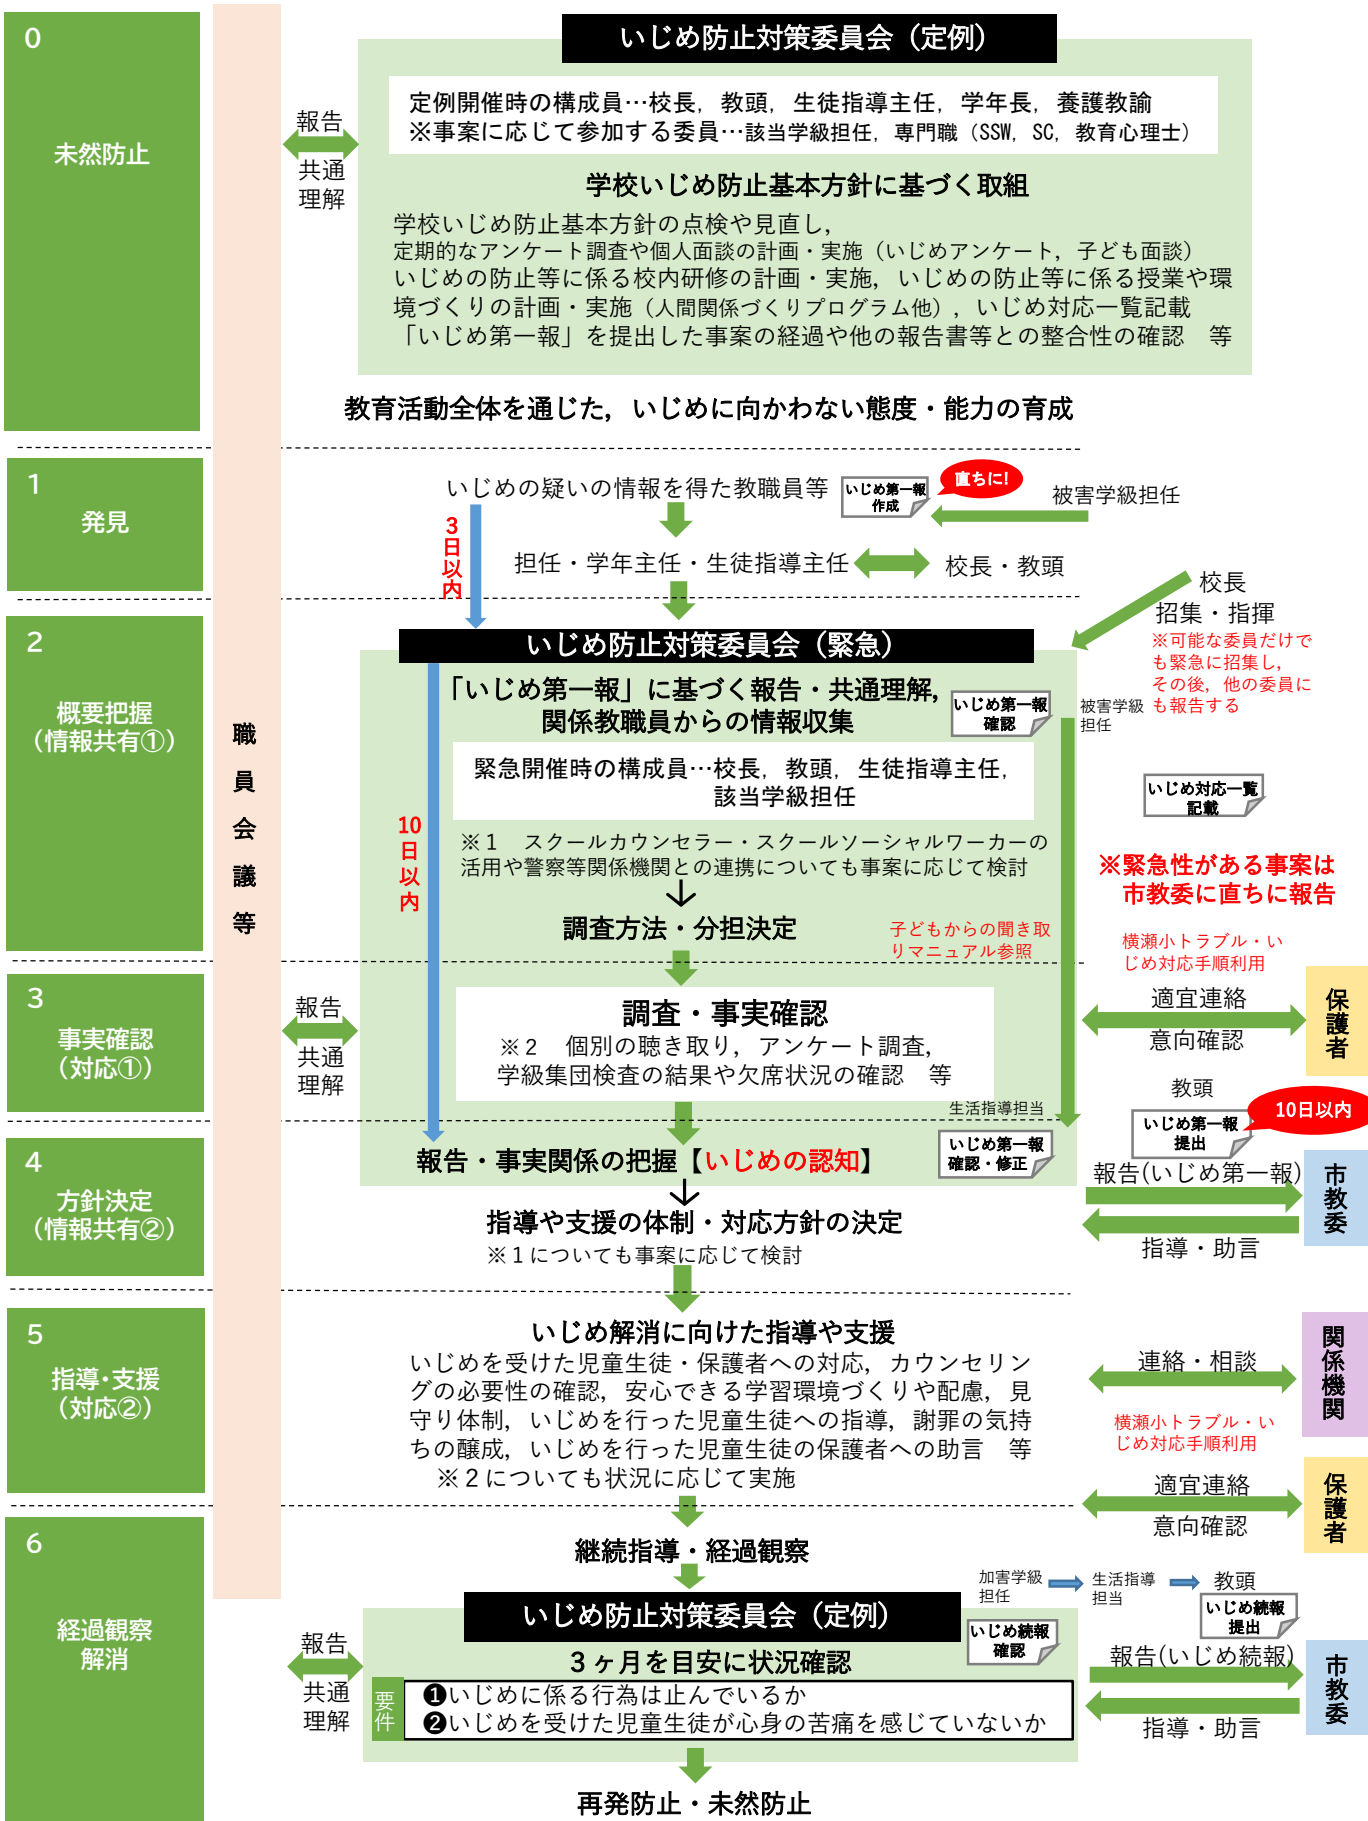 0
未然防止
職員会議等
報告
共通
理解
いじめ防止対策委員会（定例）
定例開催時の構成員…校長，教頭，生徒指導主任，学年長，養護教諭
※事案に応じて参加する委員…該当学級担任，専門職（SSW，SC，教育心理士）
学校いじめ防止基本方針に基づく取組
学校いじめ防止基本方針の点検や見直し，
定期的なアンケート調査や個人面談の計画・実施（いじめアンケート，子ども面談）
いじめの防止等に係る校内研修の計画・実施，いじめの防止等に係る授業や環
境づくりの計画・実施（人間関係づくりプログラム他），いじめ対応一覧記載
「いじめ第一報」を提出した事案の経過や他の報告書等との整合性の確認　等
教育活動全体を通じた，いじめに向かわない態度・能力の育成
1
発見
いじめの疑いの情報を得た教職員等
いじめ第一報
作成
直ちに!
被害学級担任
3日以内
担任・学年主任・生徒指導主任
校長・教頭
校長
招集・指揮
※可能な委員だけで
も緊急に招集し，
その後，他の委員に
も報告する
2
概要把握
（情報共有①）
いじめ防止対策委員会（緊急）
「いじめ第一報」に基づく報告・共通理解，
関係教職員からの情報収集
いじめ第一報
確認
被害学級
担任
緊急開催時の構成員…校長，教頭，生徒指導主任，
該当学級担任
いじめ対応一覧
記載
10日以内
※１　スクールカウンセラー・スクールソーシャルワーカーの
活用や警察等関係機関との連携についても事案に応じて検討
※緊急性がある事案は
市教委に直ちに報告
調査方法・分担決定
子どもからの聞き取
りマニュアル参照
横瀬小トラブル・い
じめ対応手順利用
3
事実確認
（対応①）
報告
共通
理解
調査・事実確認
※２　個別の聴き取り，アンケート調査，
学級集団検査の結果や欠席状況の確認　等
適宜連絡
意向確認
保護者
生活指導担当
教頭
いじめ第一報
提出
10日以内
4
方針決定
（情報共有②）
報告・事実関係の把握【いじめの認知】
いじめ第一報
確認・修正
報告(いじめ第一報)
指導・助言
市教委
指導や支援の体制・対応方針の決定
※１についても事案に応じて検討
5
指導・支援
（対応②）
いじめ解消に向けた指導や支援
いじめを受けた児童生徒・保護者への対応，カウンセリン
グの必要性の確認，安心できる学習環境づくりや配慮，見
守り体制，いじめを行った児童生徒への指導，謝罪の気持
ちの醸成，いじめを行った児童生徒の保護者への助言　等
※２についても状況に応じて実施
連絡・相談
関係機関
横瀬小トラブル・い
じめ対応手順利用
適宜連絡
意向確認
保護者
6
経過観察
解消
継続指導・経過観察
加害学級
担任
生活指導
担当
教頭
いじめ続報
提出
報告
共通
理解
いじめ防止対策委員会（定例）
いじめ続報
確認
３ヶ月を目安に状況確認
要件
❶いじめに係る行為は止んでいるか
❷いじめを受けた児童生徒が心身の苦痛を感じていないか
報告(いじめ続報)
指導・助言
市教委
再発防止・未然防止